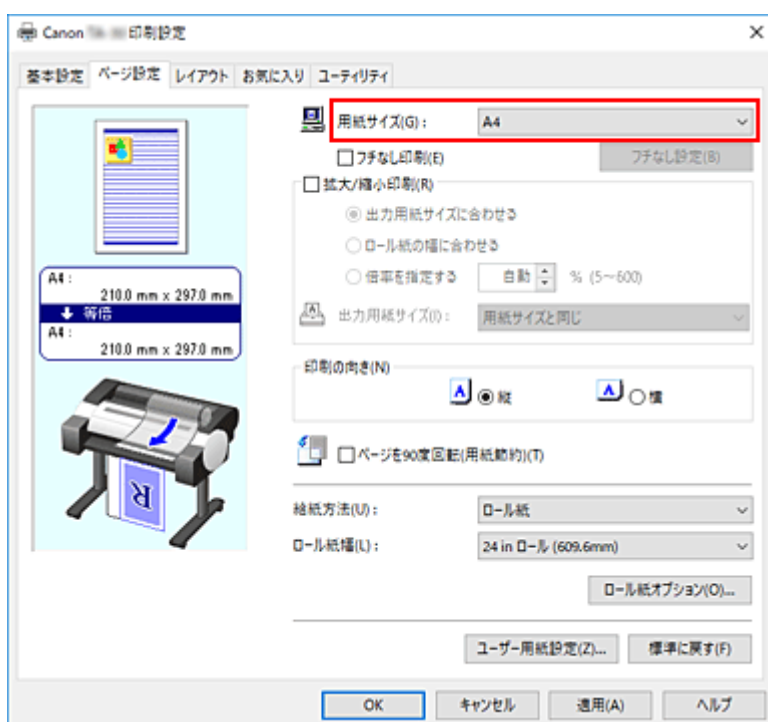 Canon 印刷設定
基本設定 ページ設定 レイアウト お気に入り ユーティリティ
用紙サイズ(G): A4
フチなし印刷(E) フチなし設定(B)
拡大/縮小印刷(R)
出力用紙サイズに合わせる
ロール紙の幅に合わせる
倍率を指定する 自動 % (5～600)
出力用紙サイズ(I): 用紙サイズと同じ
A4 :
210.0 mm x 297.0 mm
等倍
A4 :
210.0 mm x 297.0 mm
印刷の向き(N)
A 縦 A 横
ページを90度回転(用紙節約)(T)
R
給紙方法(U): ロール紙
ロール紙幅(L): 24 in ロール (609.6mm)
ロール紙オプション(O)...
ユーザー用紙設定(Z)... 標準に戻す(F)
OK キャンセル 適用(A) ヘルプ